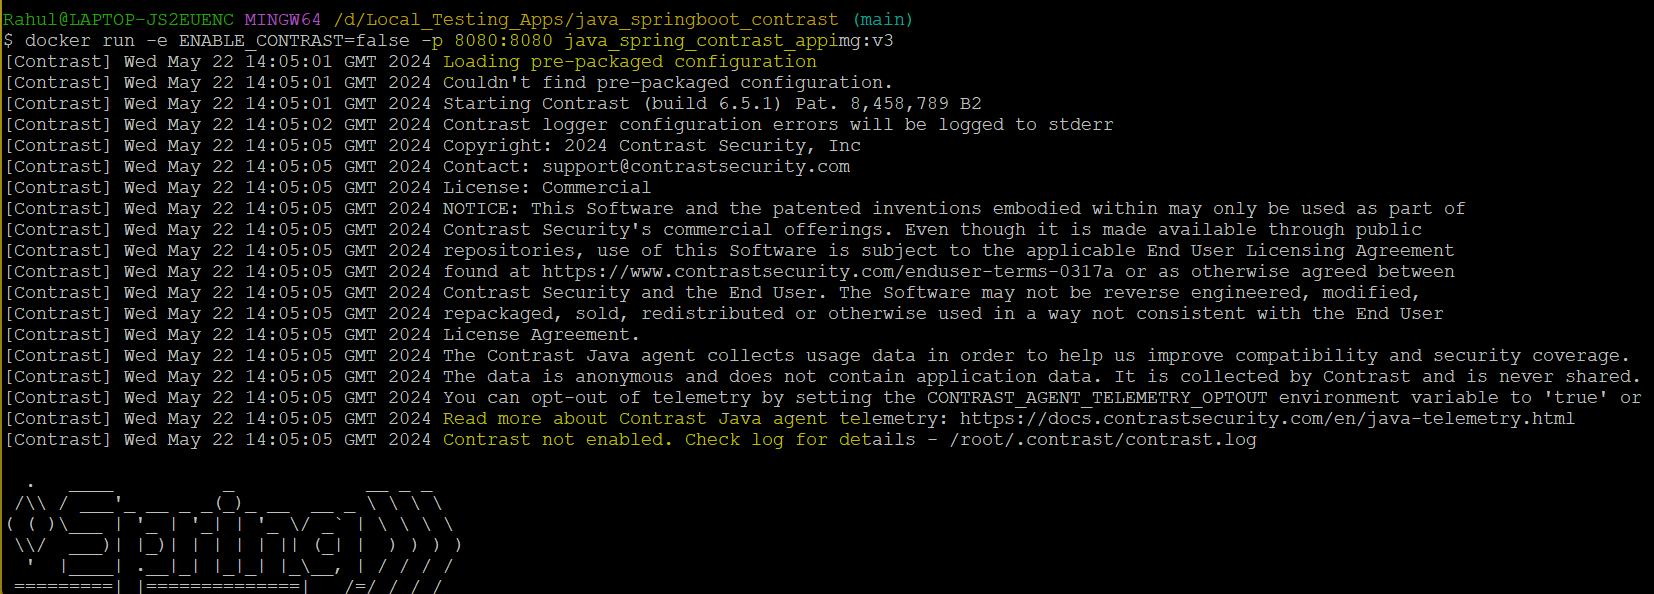 Rahul@LAPTOP-JS2EUENC MINGW64 /d/Local_Testing_Apps/java_springboot_contrast (main)
$ docker run -e ENABLE_CONTRAST=false -p 8080:8080 java_spring_contrast_appimg:v3
[Contrast] Wed May 22 14:05:01 GMT 2024 Loading pre-packaged configuration
[Contrast] Wed May 22 14:05:01 GMT 2024 Couldn't find pre-packaged configuration.
[Contrast] Wed May 22 14:05:01 GMT 2024 Starting Contrast (build 6.5.1) Pat. 8,458,789 B2
[Contrast] Wed May 22 14:05:02 GMT 2024 Contrast logger configuration errors will be logged to stderr
[Contrast] Wed May 22 14:05:05 GMT 2024 Copyright: 2024 Contrast Security, Inc
[Contrast] Wed May 22 14:05:05 GMT 2024 Contact: support@contrastsecurity.com
[Contrast] Wed May 22 14:05:05 GMT 2024 License: Commercial
[Contrast] Wed May 22 14:05:05 GMT 2024 NOTICE: This Software and the patented inventions embodied within may only be used as part of
[Contrast] Wed May 22 14:05:05 GMT 2024 Contrast Security's commercial offerings. Even though it is made available through public
[Contrast] Wed May 22 14:05:05 GMT 2024 repositories, use of this Software is subject to the applicable End User Licensing Agreement
[Contrast] Wed May 22 14:05:05 GMT 2024 found at https://www.contrastsecurity.com/enduser-terms-0317a or as otherwise agreed between
[Contrast] Wed May 22 14:05:05 GMT 2024 Contrast Security and the End User. The Software may not be reverse engineered, modified,
[Contrast] Wed May 22 14:05:05 GMT 2024 repackaged, sold, redistributed or otherwise used in a way not consistent with the End User
[Contrast] Wed May 22 14:05:05 GMT 2024 License Agreement.
[Contrast] Wed May 22 14:05:05 GMT 2024 The Contrast Java agent collects usage data in order to help us improve compatibility and security coverage.
[Contrast] Wed May 22 14:05:05 GMT 2024 The data is anonymous and does not contain application data. It is collected by Contrast and is never shared.
[Contrast] Wed May 22 14:05:05 GMT 2024 You can opt-out of telemetry by setting the CONTRAST_AGENT_TELEMETRY_OPTOUT environment variable to 'true' or
[Contrast] Wed May 22 14:05:05 GMT 2024 Read more about Contrast Java agent telemetry: https://docs.contrastsecurity.com/en/java-telemetry.html
[Contrast] Wed May 22 14:05:05 GMT 2024 Contrast not enabled. Check log for details - /root/.contrast/contrast.log
  .   ____          _            __ _ _
 /\\ / ___'_ __ _ _(_)_ __  __ _ \ \ \ \
( ( )\___ | '_ | '_| | '_ \/ _` | \ \ \ \
 \\/  ___)| |_)| | | | | || (_| |  ) ) ) )
  '  |____| .__|_| |_|_| |_\__, | / / / /
 =========|_|==============|___/=/_/_/_/